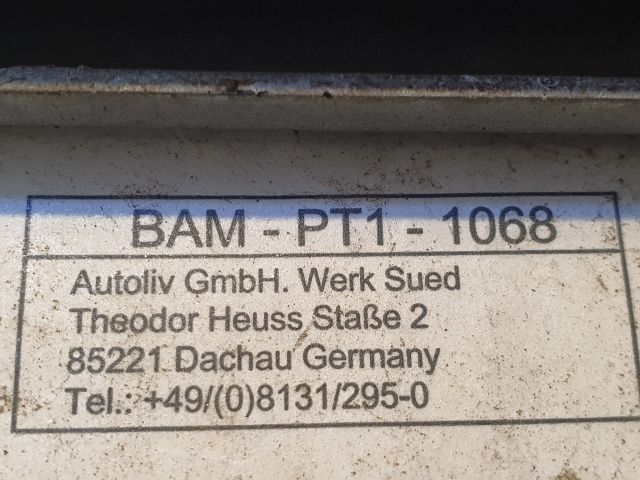 BAM - PT1 - 1068
Autoliv GmbH. Werk Sued
Theodor Heuss Staße 2
85221 Dachau Germany
Tel.: +49/(0)8131/295-0